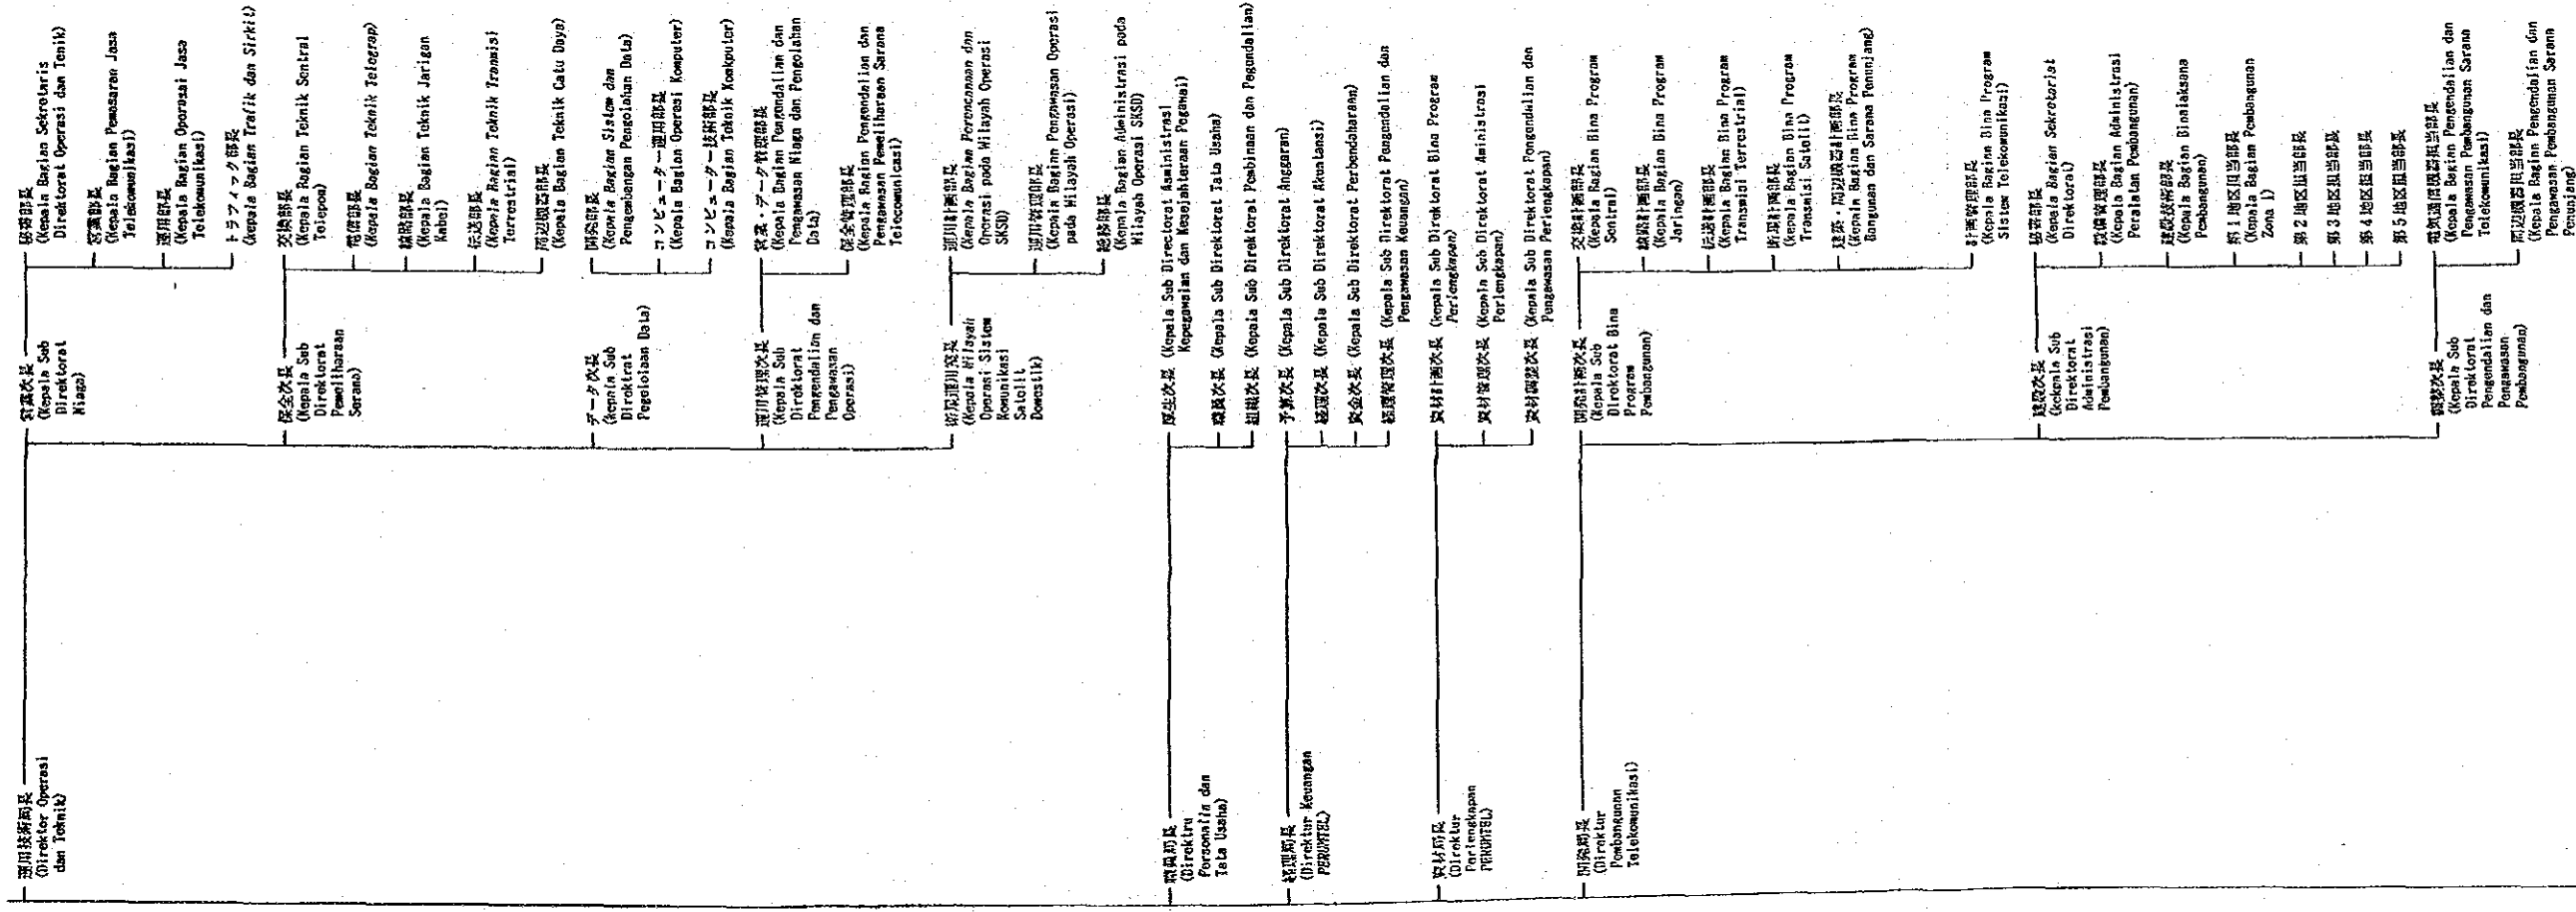 運用技術局長
(Direktor Operasi
dan Teknik)
営業次長
(Kepala Sub
Direktorat
Niaga)
秘書部長
(Kepala Bagian Sekretaris
Direktorat Operasi dan Tenik)
営業部長
(Kepala Bagian Pemasaran Jasa
Telekomunikasi)
運用部長
(Kepala Bagian Operasai Jasa
Telekomunikasi)
トラフィック部長
(kepala Bagian Trafik dan Sirkit)
保全次長
(Kepala Sub
Direktorat
Pemeliharaan
Sarana)
交換部長
(Kepala Bagian Teknik Sentral
Telepon)
電信部長
(Kepala Bagian Teknik Telegrap)
線路部長
(Kepala Bagian Teknik Jarigan
Kabel)
伝送部長
(Kepala Bagian Teknik Tranmisi
Terrestrial)
周辺機器部長
(Kepala Bagian Teknik Catu Daya)
データ次長
(kepala Sub
Direktrat
Pegelolaan Data)
開発部長
(Kepala Bagian Sistem dan
Pengembangan Pengolahan Data)
コンピューター運用部長
(Kepala Bagian Operasi Komputer)
コンピューター技術部長
(Kepala Bagian Teknik Komkputer)
運用管理次長
(Kepala Sub
Direktorat
Pengendalian dan
Pengawasan
Operasi)
営業・データ管理部長
(Kepala Bagian Pengendalian dan
Pengawasan Niaga dan Pengolahan
Data)
保全管理部長
(Kepala Bagian Pengendalian dan
Pengawasan Pemeliharaan Sarana
Telecomunicasi)
衛星運用次長
(Kepala Wilayah
Operasi Sistem
Komunikasi
Satelit
Domestik)
運用計画部長
(Kepala Bagian Perencanaan dan
Operasi pada Wilayah Operasi
SKSD)
運用管理部長
(Kepala Bagian Pengawasan Operasi
pada Wilayah Operasi)
総務部長
(Kepala Bagian Administrasi pada
Wilayah Operasi SKSD)
職員局長
(Direktru
Personalia dan
Tata Usaha)
厚生次長 (Kepala Sub Directorat Asministrasi
Kepegawaian dan Kesejahteraan Pegawai)
職員次長 (Kepala Sub Direktorat Tata Usaha)
組織次長 (Kepala Sub Direktorat Pembinaan dan Pegundalian)
経理局長
(Direktur Keuangan
PERUMTEL)
予算次長 (Kepala Sub Direktorat Anggaran)
経理次長 (Kepala Sub Direktorat Akuntansi)
資金次長 (Kepala Sub Direktorat Perbendaharaan)
経理管理次長 (Kepala Sub Direktorat Pengendalian dan
Pengawasan Keuangan)
資材局長
(Direktur
Perlengkapan
PERUMTEL)
資材計画次長 (kepala Sub Direktorat Bina Program
Perlengkapan)
資材管理次長 (Kepala Sub Direktorat Aministrasi
Perlengkapan)
資材調整次長 (Kepala Sub Direktorat Pengendalian dan
Pengawasan Perlengkapan)
開発局長
(Direktur
Pembangunan
Telekomunikasi)
開発計画次長
(Kepala Sub
Direktorat Bina
Program
Pembangunan)
交換計画部長
(Kepala Bagian Bina Program
Sentral)
線路計画部長
(Kepala Bagian Bina Program
Jaringan)
伝送計画部長
(Kepala Bagian Bina Program
Transmisi Terrestrial)
衛星計画部長
(kepala Bagian Bina Program
Transmisi Satelit)
建築・周辺機器計画部長
(Kepala Bagian Bina Program
Bangunan dan Sarana Penunjang)
計画管理部長
(Kepala Bagian Bina Program
Sistem Telekomunikasi)
建設次長
(kekpala Sub
Direktorat
Administrasi
Pembangunan)
秘書部長
(Kepala Bagian Sekretoriat
Direktoral)
設備管理部長
(Kepala Bagian Administrasi
Peralatan Pembangunan)
建設技術部長
(Kepala Bagian Binalaksana
Pembangunan)
第1地区担当部長
(Kepala Bagian Pembangunan
Zona 1)
第2地区担当部長
第3地区担当部長
第4地区担当部長
第5地区担当部長
調整次長
(Kepala Sub
Direktorat
Pengendalian dan
Pengawasan
Pembangunan)
電気通信機器担当部長
(Kepala Bagian Pengendalian dan
Pengawasan Pembangunan Sarana
Telekomunikasi)
周辺機器担当部長
(Kepala Bagian Pengendalian dan
Pengawasan Pembangunan Sarana
Penunjang)